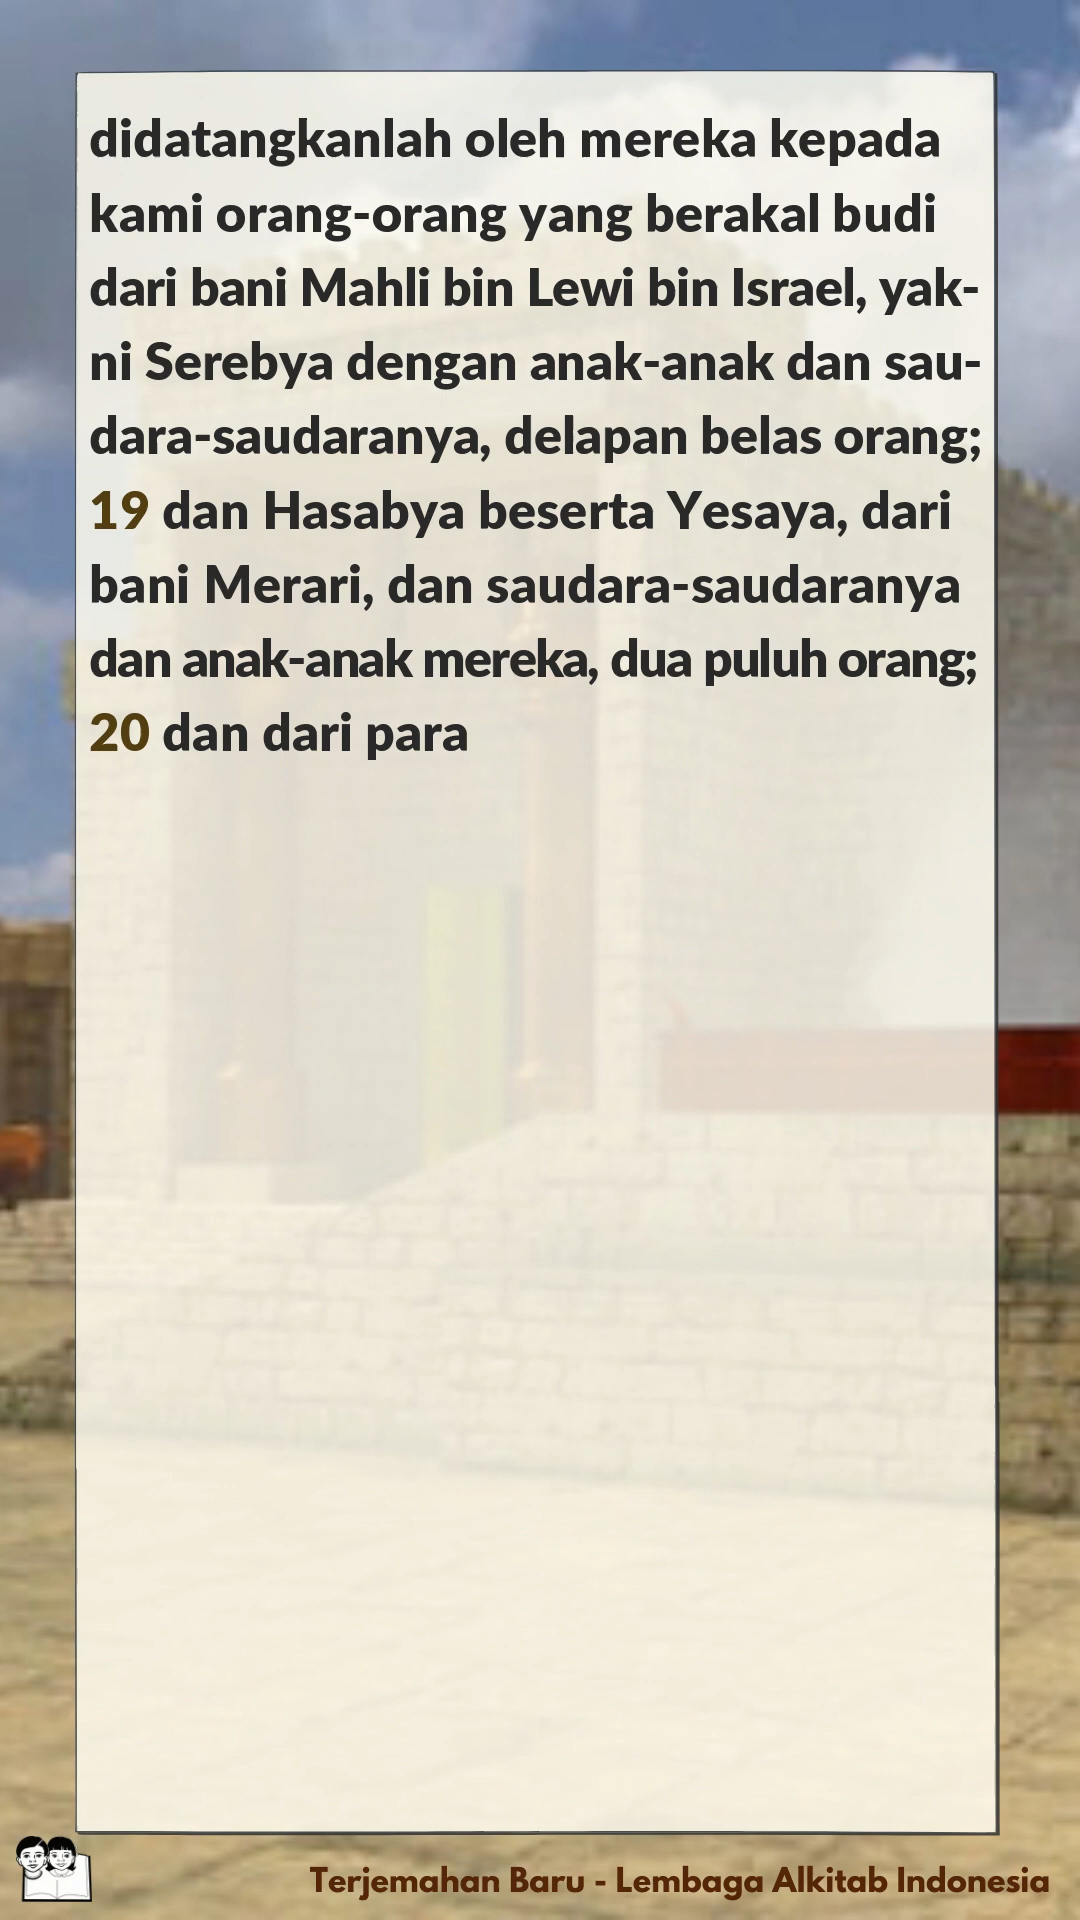 didatangkanlah oleh mereka kepada
kami orang-orang yang berakal budi
dari bani Mahli bin Lewi bin Israel, yak-
ni Serebya dengan anak-anak dan sau-
dara-saudaranya, delapan belas orang;
19 dan Hasabya beserta Yesaya, dari
bani Merari, dan saudara-saudaranya
dan anak-anak mereka, dua puluh orang;
20 dan dari para
Terjemahan Baru - Lembaga Alkitab Indonesia